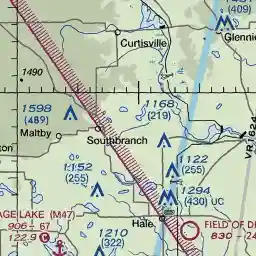 (409)
Glennie
Curtisville
1490
1598
(489)
1168
(219)
Maltby
Southbranch
VR1624
1152
(255)
1122
(255)
1294
(430) UC
AGE LAKE (M47)
906 - 67
122.9 C
Hale
1210
(322)
FIELD OF DR
830 - 24